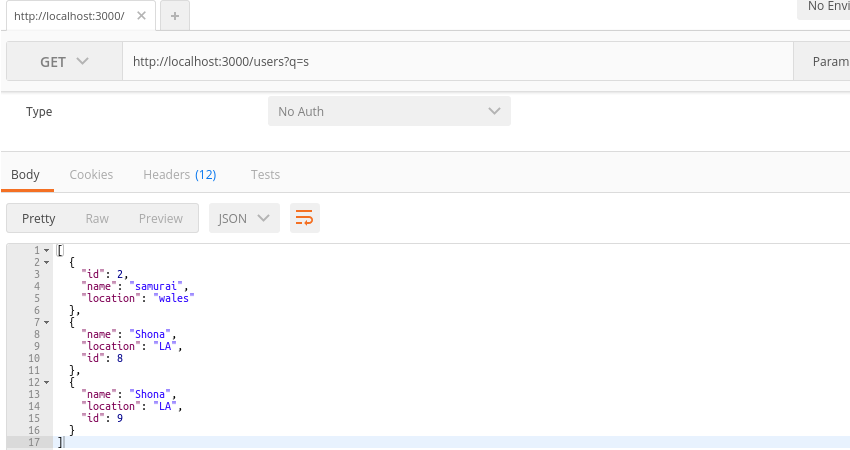 http://localhost:3000/ +
No Envi
GET http://localhost:3000/users?q=s Param
Type No Auth
Body Cookies Headers (12) Tests
Pretty Raw Preview JSON
1 [
2 {
3 "id": 2,
4 "name": "samurai",
5 "location": "wales"
6 },
7 {
8 "name": "Shona",
9 "location": "LA",
10 "id": 8
11 },
12 {
13 "name": "Shona",
14 "location": "LA",
15 "id": 9
16 }
17 ]